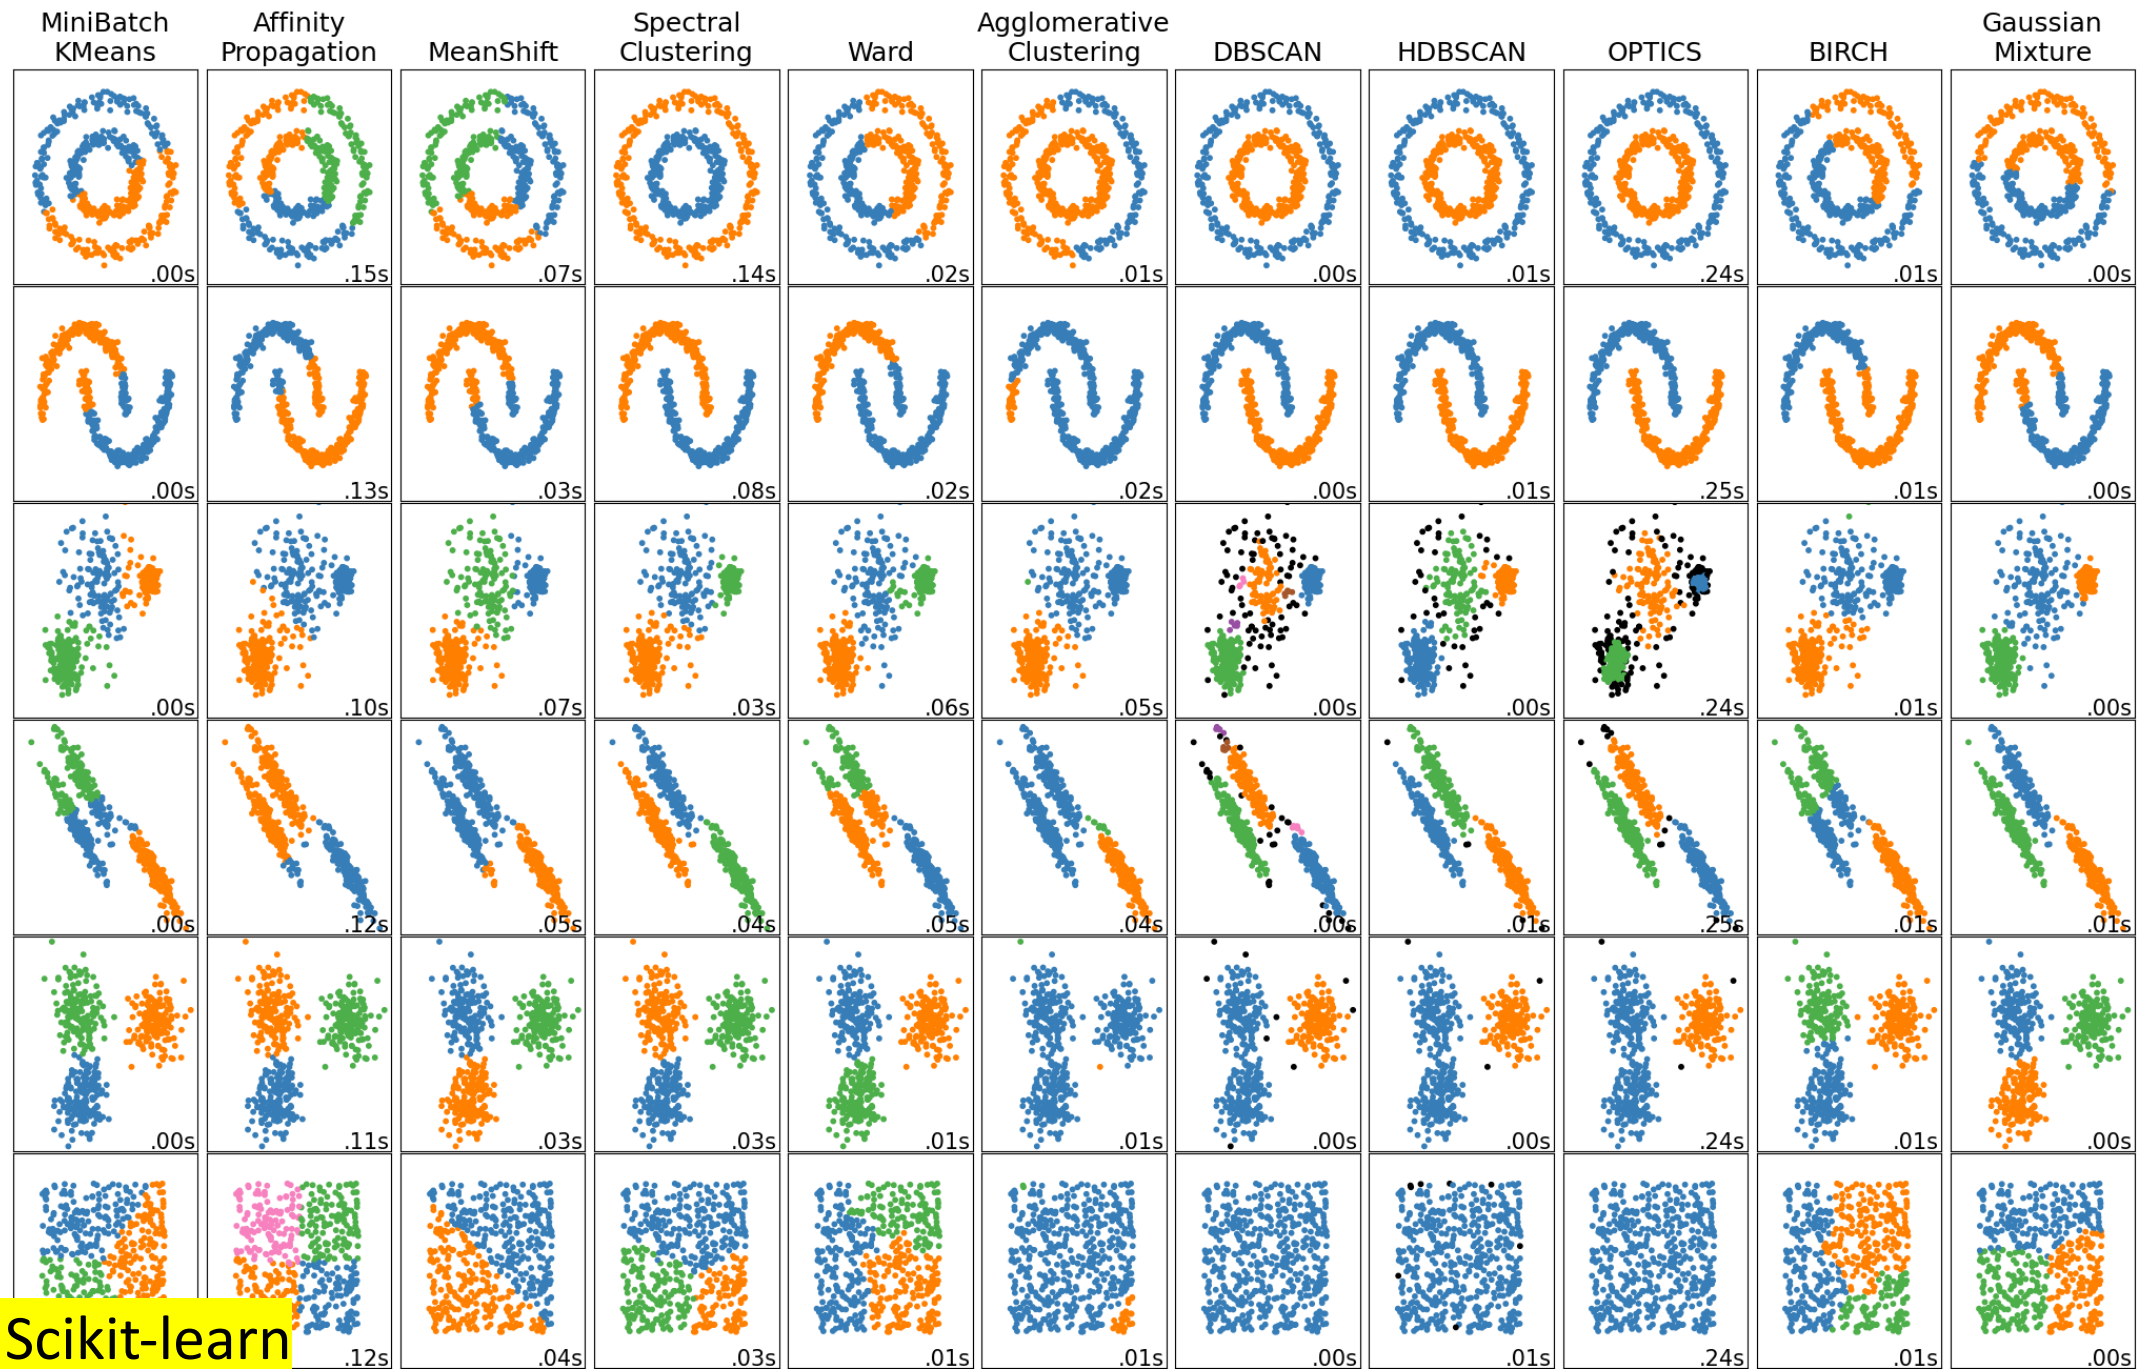 MiniBatch
KMeans
Affinity
Propagation
MeanShift
Spectral
Clustering
Ward
Agglomerative
Clustering
DBSCAN
HDBSCAN
OPTICS
BIRCH
Gaussian
Mixture
.00s .15s .07s .14s .02s .01s .00s .01s .24s .01s .00s
.00s .13s .03s .08s .02s .02s .00s .01s .25s .01s .00s
.00s .10s .07s .03s .06s .05s .00s .00s .24s .01s .00s
.00s .12s .05s .04s .05s .04s .00s .01s .25s .01s .01s
.00s .11s .03s .03s .01s .01s .00s .00s .24s .01s .00s
.12s .04s .03s .01s .01s .00s .01s .24s .01s .00s
Scikit-learn